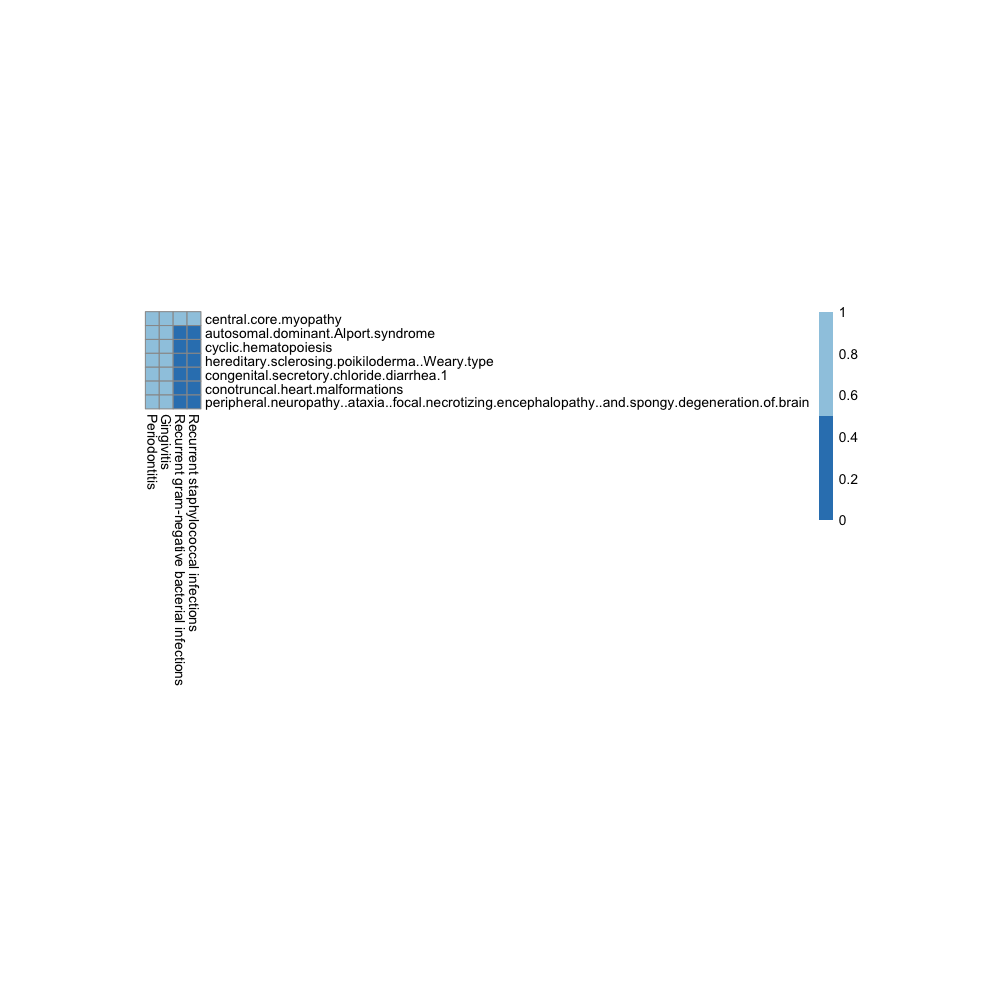 central.core.myopathy
autosomal.dominant.Alport.syndrome
cyclic.hematopoiesis
hereditary.sclerosing.poikiloderma..Weary.type
congenital.secretory.chloride.diarrhea.1
conotruncal.heart.malformations
peripheral.neuropathy..ataxia..focal.necrotizing.encephalopathy..and.spongy.degeneration.of.brain
Periodontitis
Gingivitis
Recurrent gram-negative bacterial infections
Recurrent staphylococcal infections
1
0.8
0.6
0.4
0.2
0